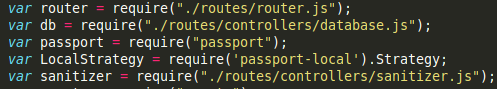 var router = require("./routes/router.js");
var db = require("./routes/controllers/database.js");
var passport = require("passport");
var LocalStrategy = require('passport-local').Strategy;
var sanitizer = require("./routes/controllers/sanitizer.js");